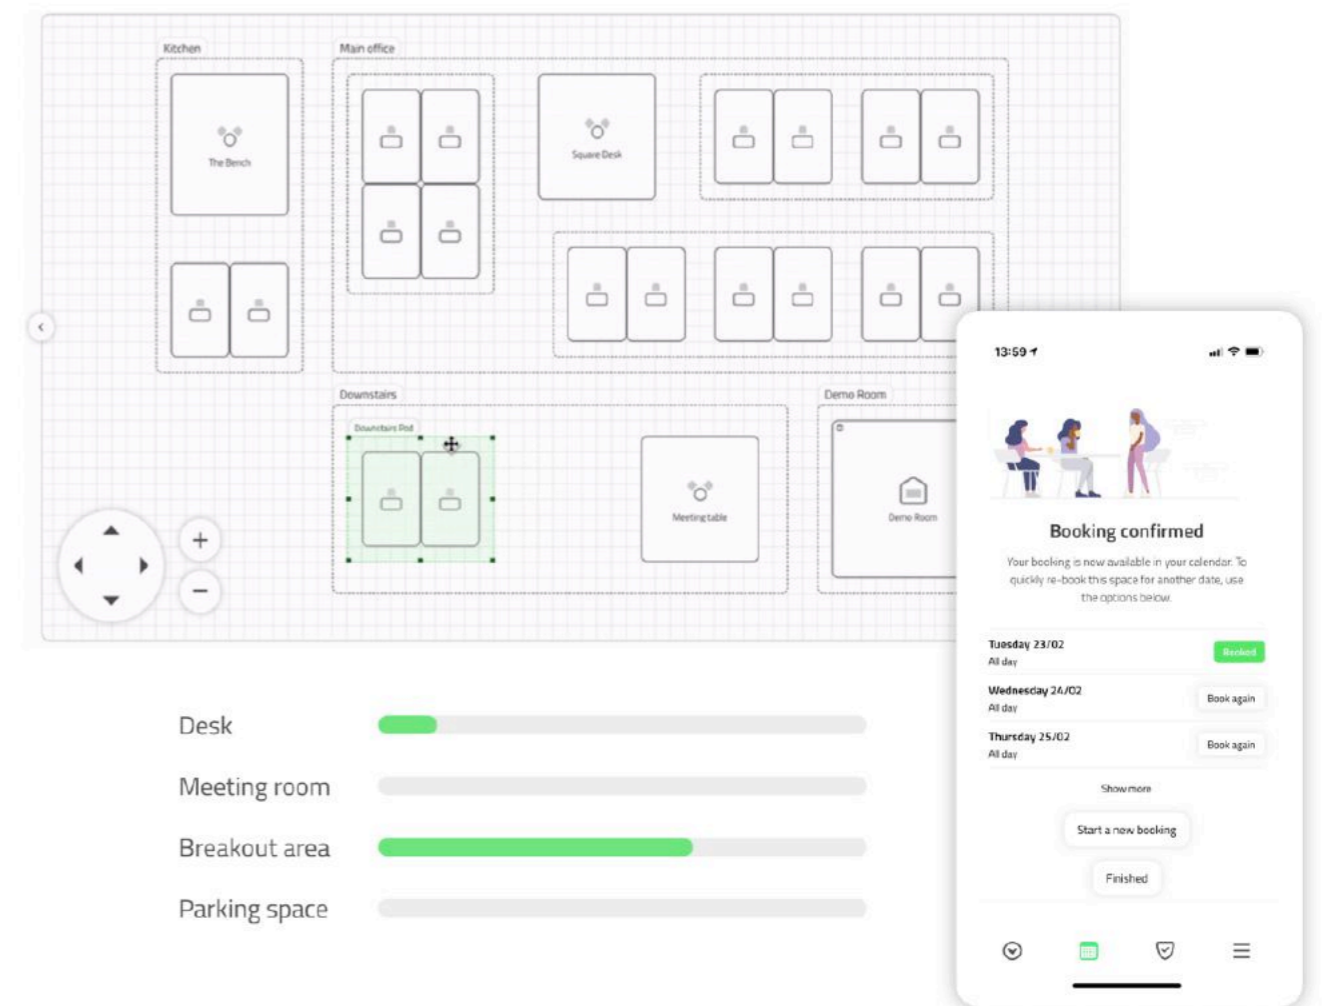 Kitchen
Main office
The Bench
Square Desk
Downstairs
Demo Room
Downstairs Pod
Meeting table
Demo Room
Desk
Meeting room
Breakout area
Parking space
13:59
Booking confirmed
Your booking is now available in your calendar. To
quickly re-book this space for another date, use
the options below.
Tuesday 23/02
All day
Booked
Wednesday 24/02
All day
Book again
Thursday 25/02
All day
Book again
Show more
Start a new booking
Finished